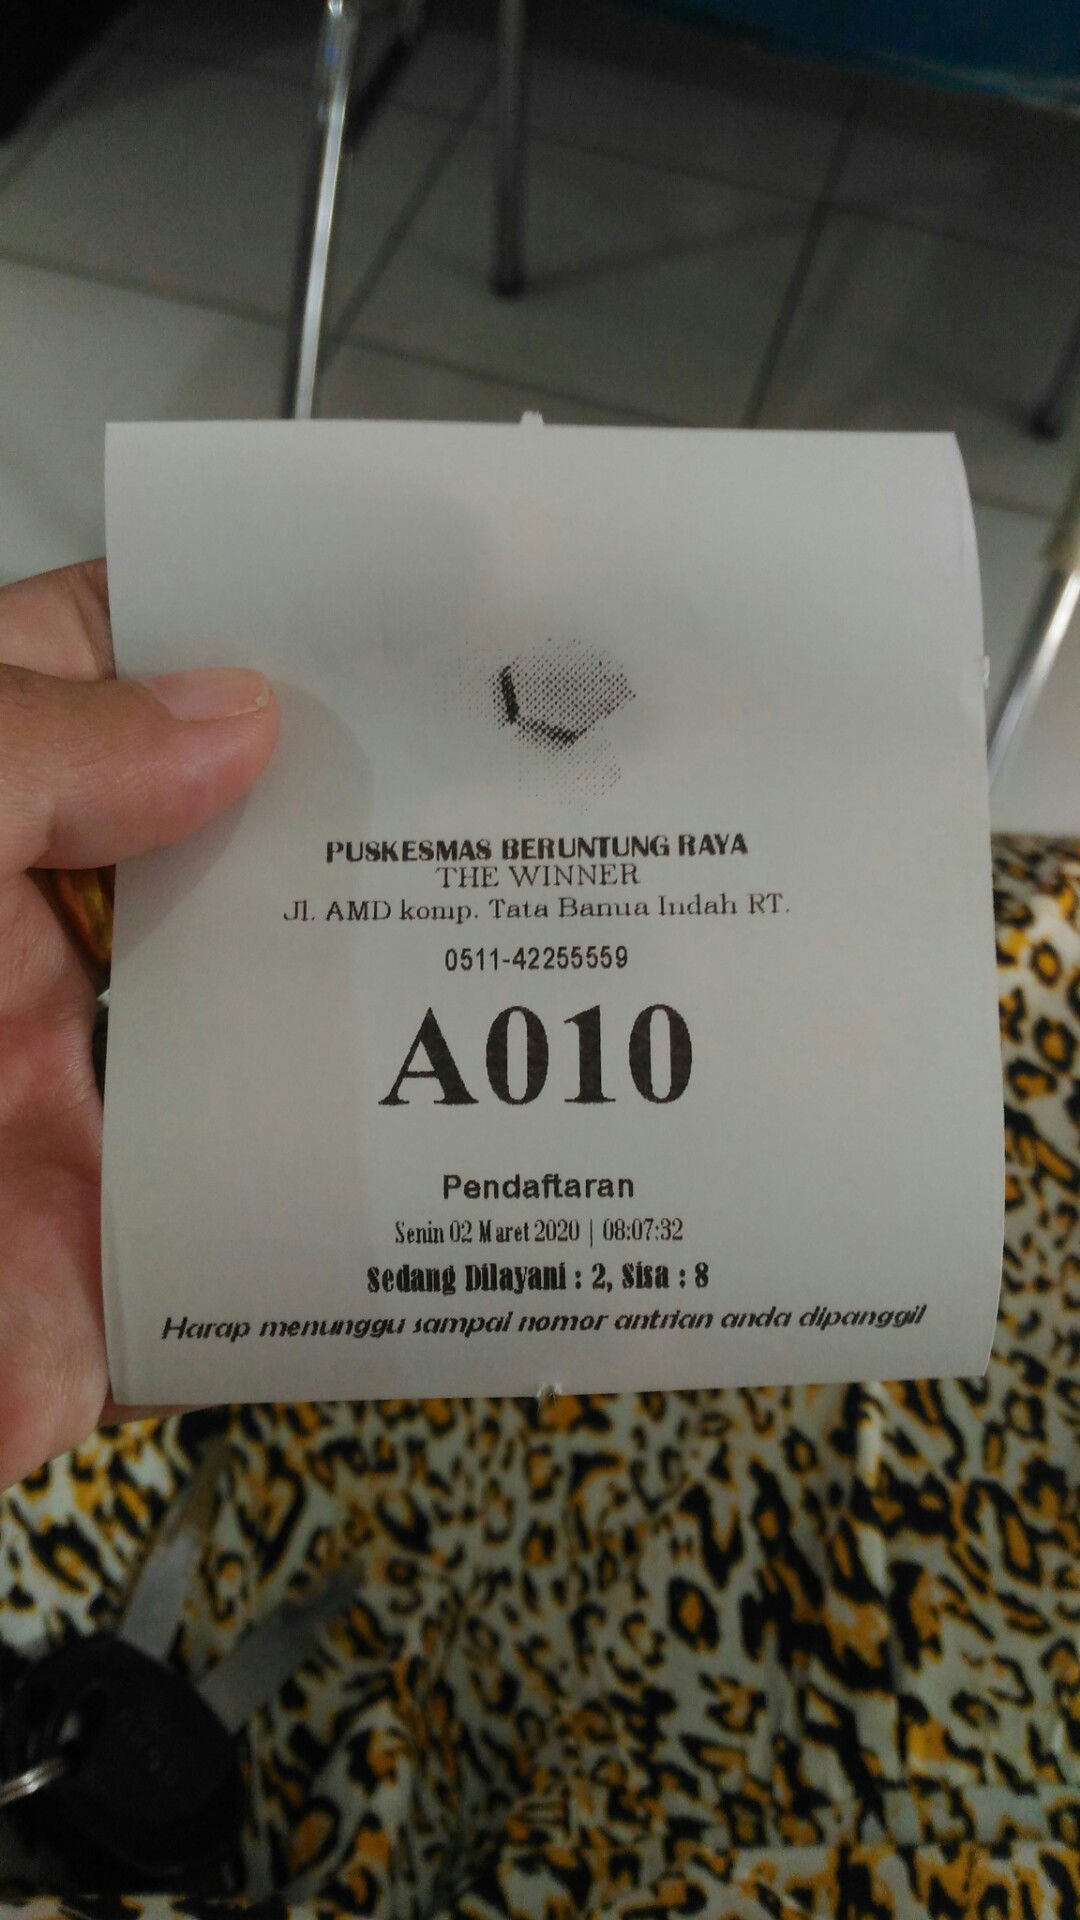 PUSKESMAS BERUNTUNG RAYA
THE WINNER
Jl. AMD komp. Tata Banua Indah RT.
0511-42255559
A010
Pendaftaran
Senin 02 Maret 2020 | 08:07:32
Sedang Dilayani : 2, Sisa : 8
Harap menunggu sampai nomor antrian anda dipanggil